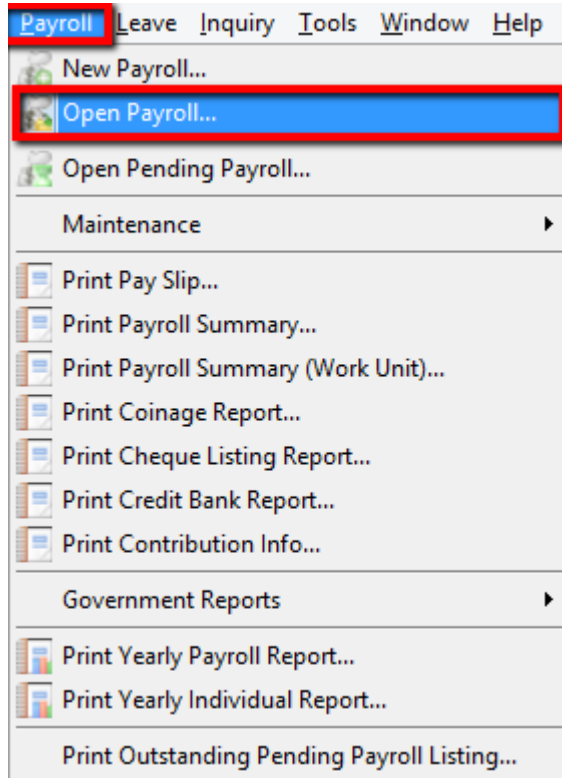 Payroll Leave Inquiry Tools Window Help
New Payroll...
Open Payroll...
Open Pending Payroll...
Maintenance
Print Pay Slip...
Print Payroll Summary...
Print Payroll Summary (Work Unit)...
Print Coinage Report...
Print Cheque Listing Report...
Print Credit Bank Report...
Print Contribution Info...
Government Reports
Print Yearly Payroll Report...
Print Yearly Individual Report...
Print Outstanding Pending Payroll Listing...